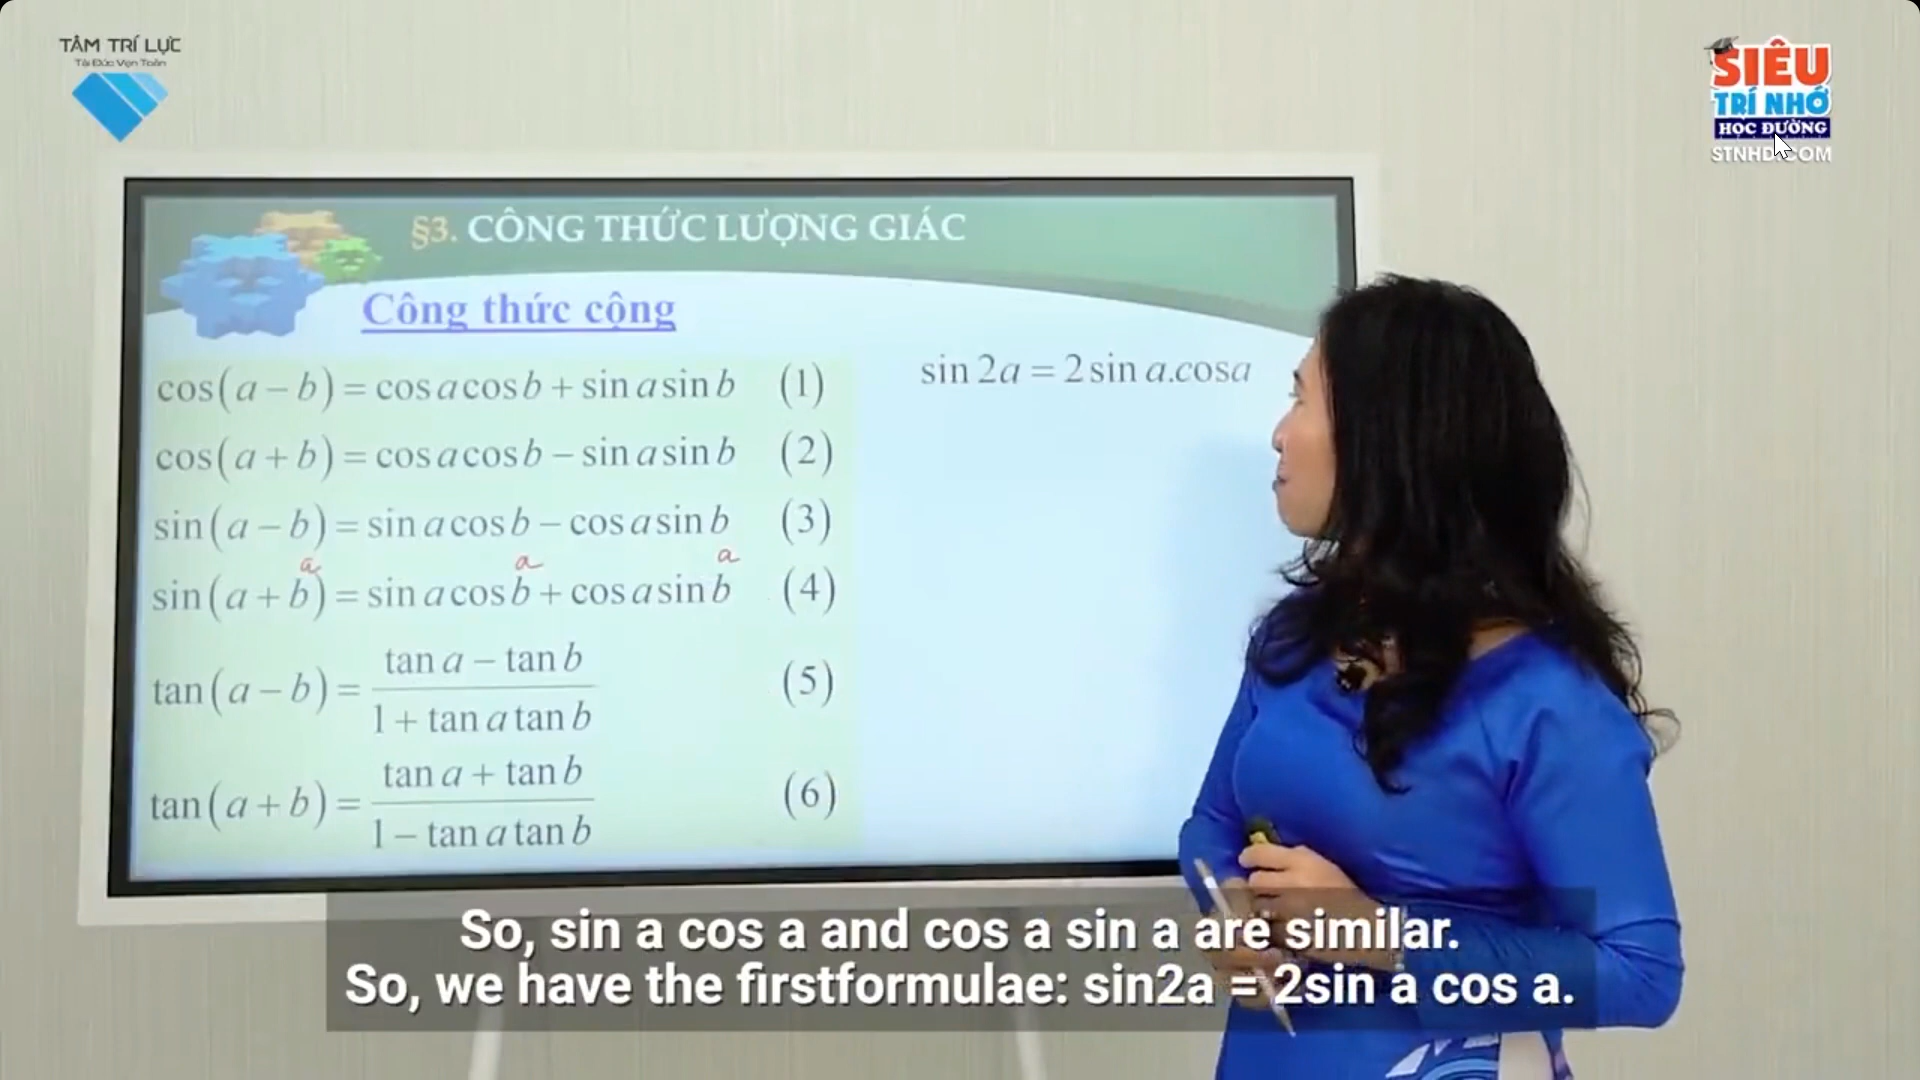 TÂM TRÍ LỰC
Tài Đức Vẹn Toàn
SIÊU
TRÍ NHỚ
HỌC ĐƯỜNG
STNHD.COM
§3. CÔNG THỨC LƯỢNG GIÁC
Công thức cộng
cos(a − b) = cos a cos b + sin a sin b (1)
cos(a + b) = cos a cos b − sin a sin b (2)
sin(a − b) = sin a cos b − cos a sin b (3)
a a a
sin(a + b) = sin a cos b + cos a sin b (4)
tan(a − b) = (tan a − tan b) / (1 + tan a tan b) (5)
tan(a + b) = (tan a + tan b) / (1 − tan a tan b) (6)
sin 2a = 2 sin a.cosa
So, sin a cos a and cos a sin a are similar.
So, we have the firstformulae: sin2a = 2sin a cos a.